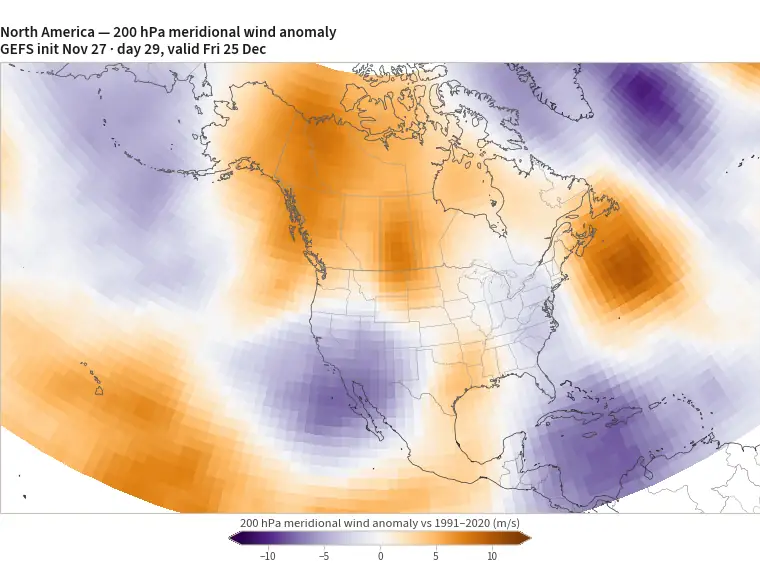 North America — 200 hPa meridional wind anomaly
GEFS init Nov 27 · day 29, valid Fri 25 Dec
200 hPa meridional wind anomaly vs 1991–2020 (m/s)
−10 −5 0 5 10